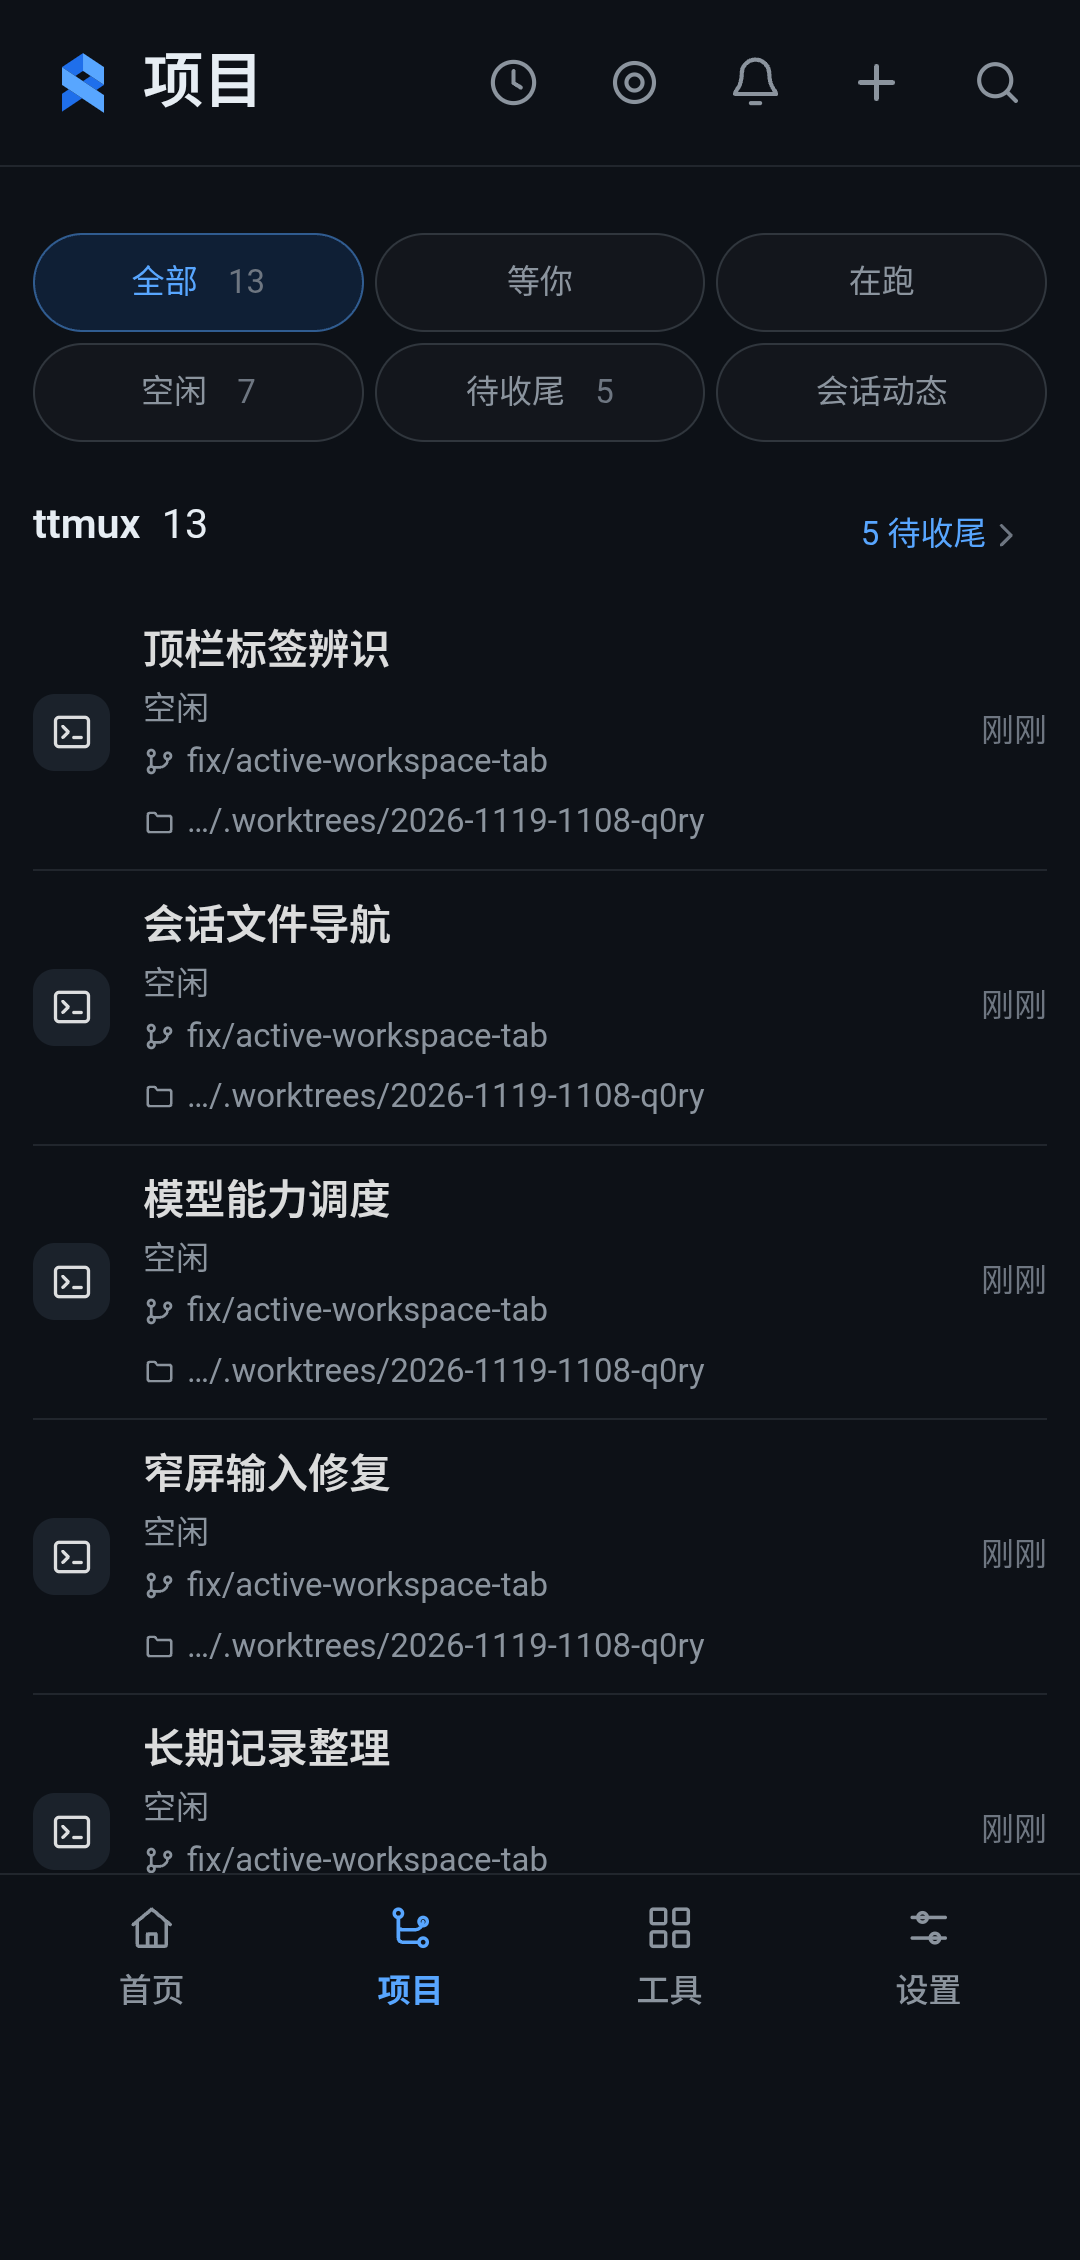 项目
全部 13
等你
在跑
空闲 7
待收尾 5
会话动态
ttmux 13
5 待收尾
顶栏标签辨识
空闲
刚刚
fix/active-workspace-tab
.../.worktrees/2026-1119-1108-q0ry
会话文件导航
空闲
刚刚
fix/active-workspace-tab
.../.worktrees/2026-1119-1108-q0ry
模型能力调度
空闲
刚刚
fix/active-workspace-tab
.../.worktrees/2026-1119-1108-q0ry
窄屏输入修复
空闲
刚刚
fix/active-workspace-tab
.../.worktrees/2026-1119-1108-q0ry
长期记录整理
空闲
刚刚
fix/active-workspace-tab
首页
项目
工具
设置